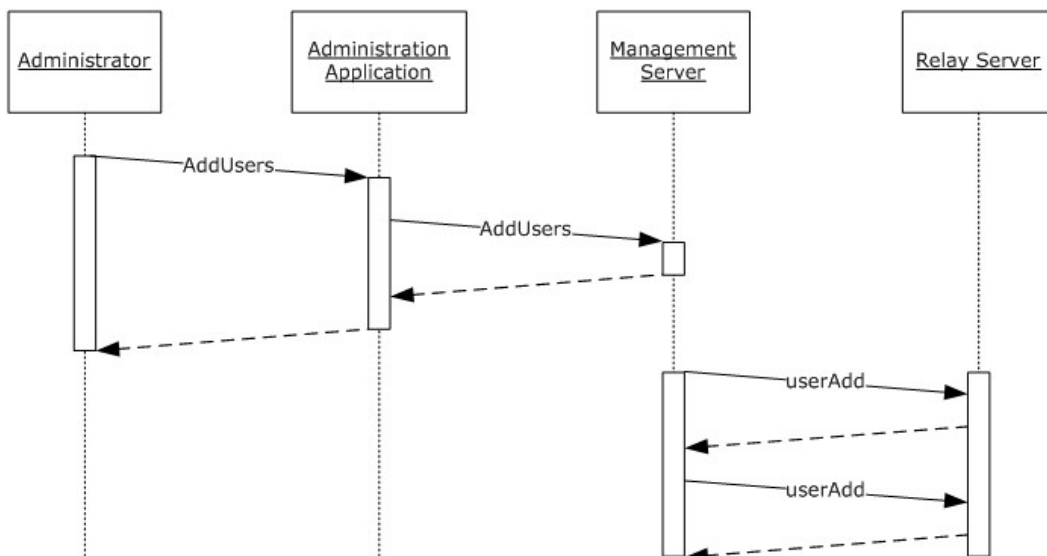 Administrator
Administration
Application
Management
Server
Relay Server
AddUsers
AddUsers
userAdd
userAdd